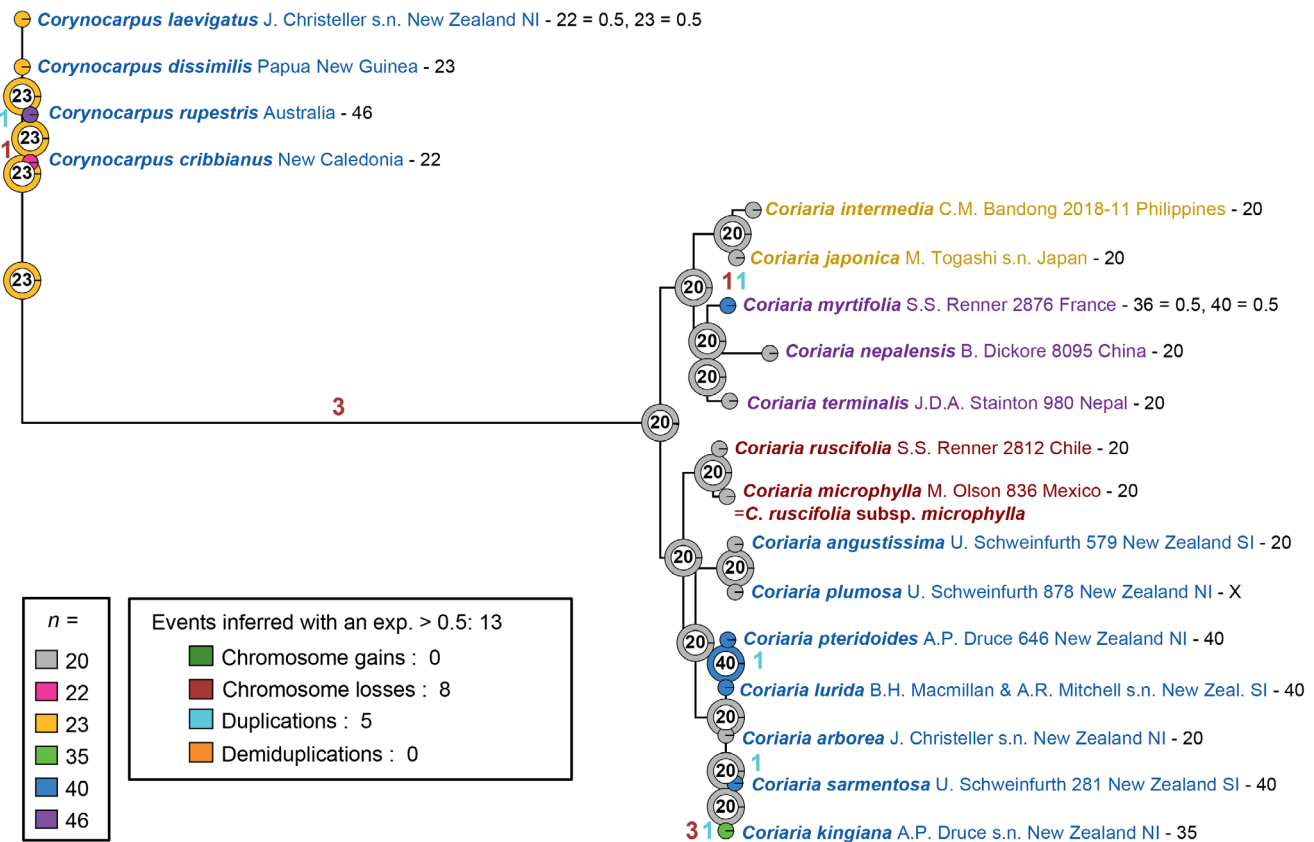 Corynocarpus laevigatus J. Christeller s.n. New Zealand NI - 22 = 0.5, 23 = 0.5
Corynocarpus dissimilis Papua New Guinea - 23
23
1
Corynocarpus rupestris Australia - 46
23
1
Corynocarpus cribbianus New Caledonia - 22
23
Coriaria intermedia C.M. Bandong 2018-11 Philippines - 20
20
Coriaria japonica M. Togashi s.n. Japan - 20
23
20
1 1
Coriaria myrtifolia S.S. Renner 2876 France - 36 = 0.5, 40 = 0.5
20
Coriaria nepalensis B. Dickore 8095 China - 20
20
Coriaria terminalis J.D.A. Stainton 980 Nepal - 20
3
20
Coriaria ruscifolia S.S. Renner 2812 Chile - 20
20
Coriaria microphylla M. Olson 836 Mexico - 20
=C. ruscifolia subsp. microphylla
Coriaria angustissima U. Schweinfurth 579 New Zealand SI - 20
20
20
Coriaria plumosa U. Schweinfurth 878 New Zealand NI - X
Coriaria pteridoides A.P. Druce 646 New Zealand NI - 40
20
40
1
Coriaria lurida B.H. Macmillan & A.R. Mitchell s.n. New Zeal. SI - 40
20
Coriaria arborea J. Christeller s.n. New Zealand NI - 20
20
1
Coriaria sarmentosa U. Schweinfurth 281 New Zealand SI - 40
20
3 1
Coriaria kingiana A.P. Druce s.n. New Zealand NI - 35
n =
20
22
23
35
40
46
Events inferred with an exp. > 0.5: 13
Chromosome gains : 0
Chromosome losses : 8
Duplications : 5
Demiduplications : 0